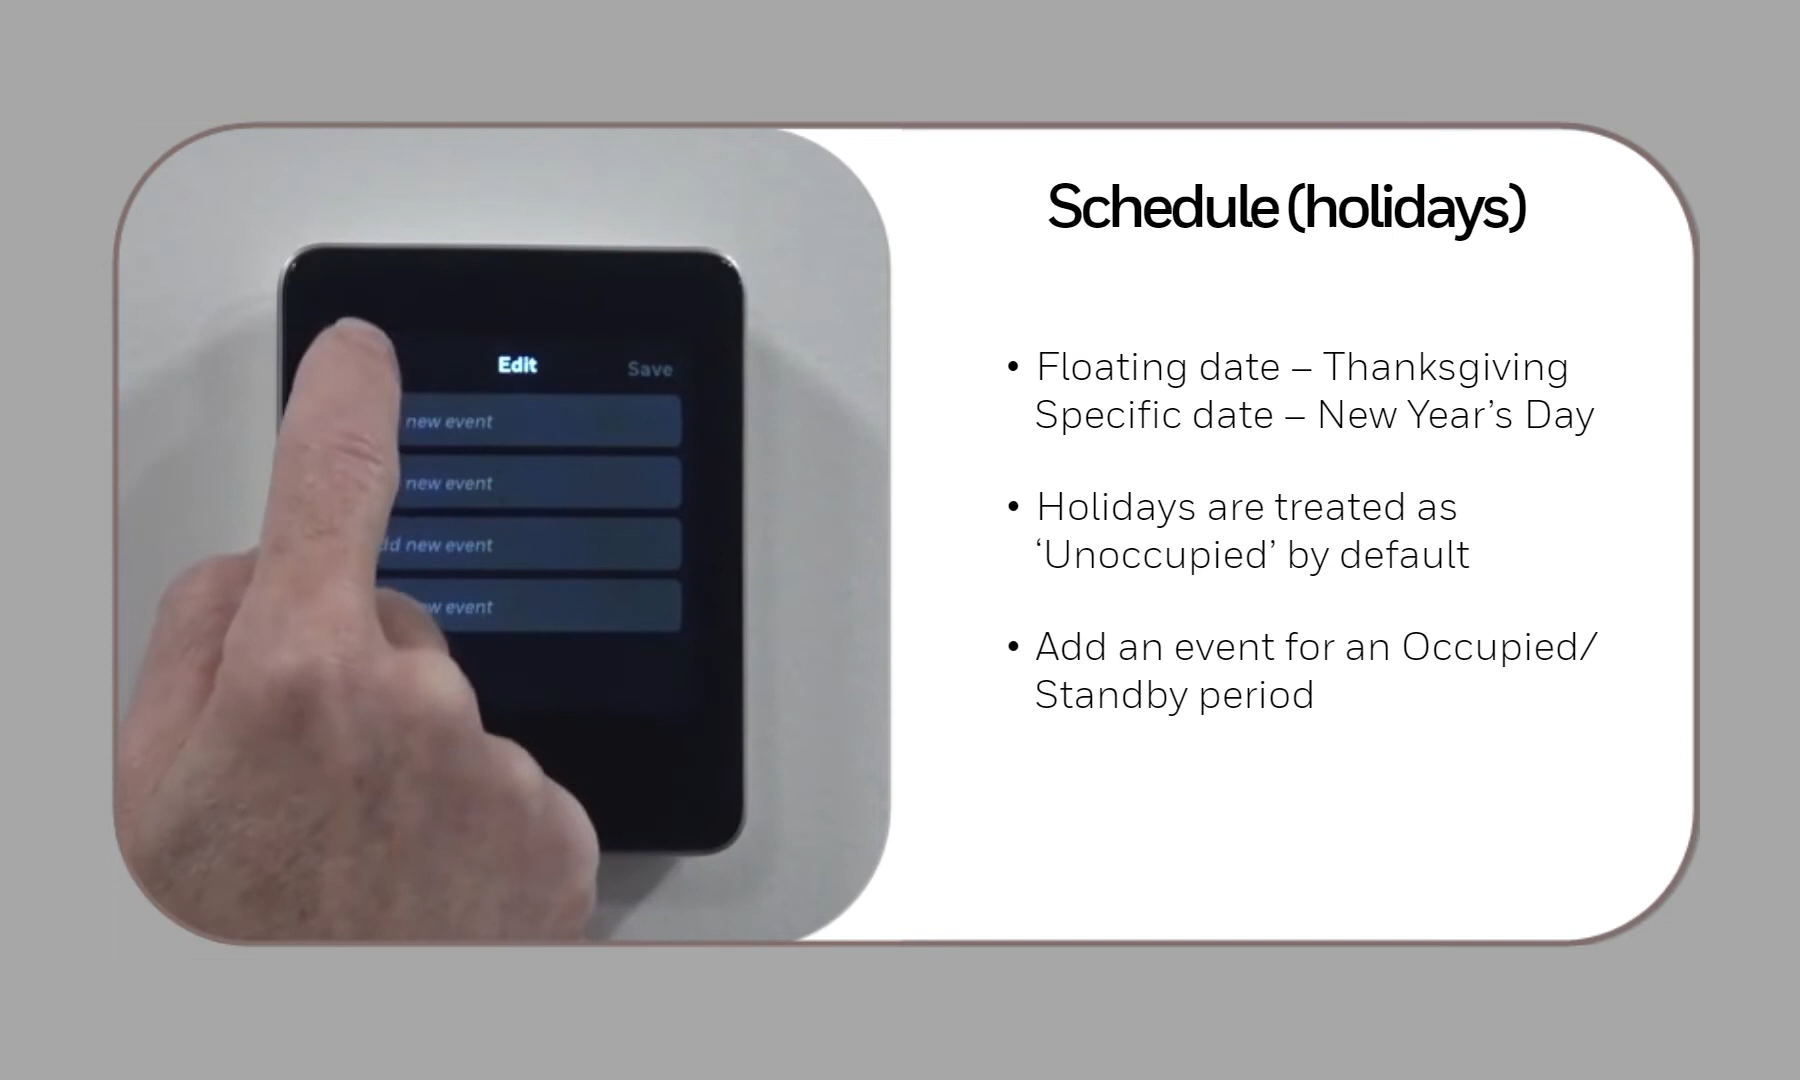 Edit
Save
new event
new event
new event
event
Schedule (holidays)
• Floating date – Thanksgiving
Specific date – New Year’s Day
• Holidays are treated as
‘Unoccupied’ by default
• Add an event for an Occupied/
Standby period